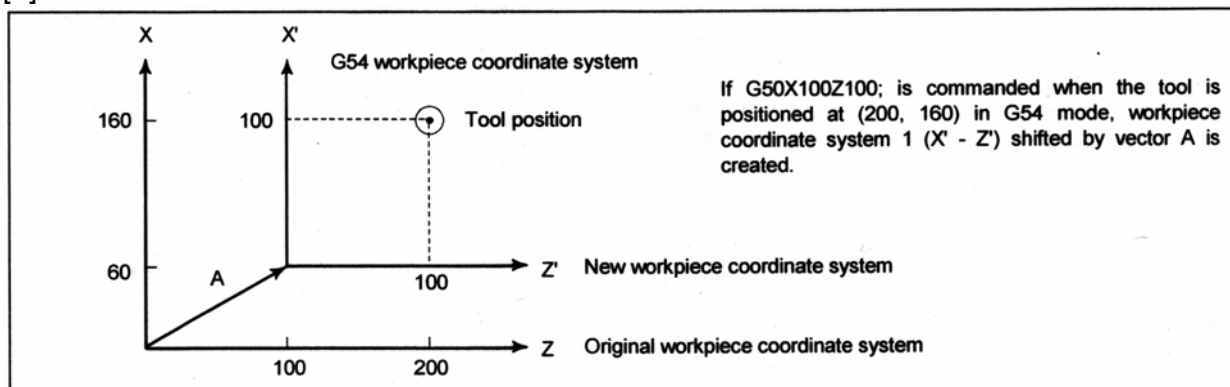 X X'
G54 workpiece coordinate system
If G50X100Z100; is commanded when the tool is
positioned at (200, 160) in G54 mode, workpiece
coordinate system 1 (X' - Z') shifted by vector A is
created.
160 100 Tool position
60 A
100 Z' New workpiece coordinate system
100 200 Z Original workpiece coordinate system